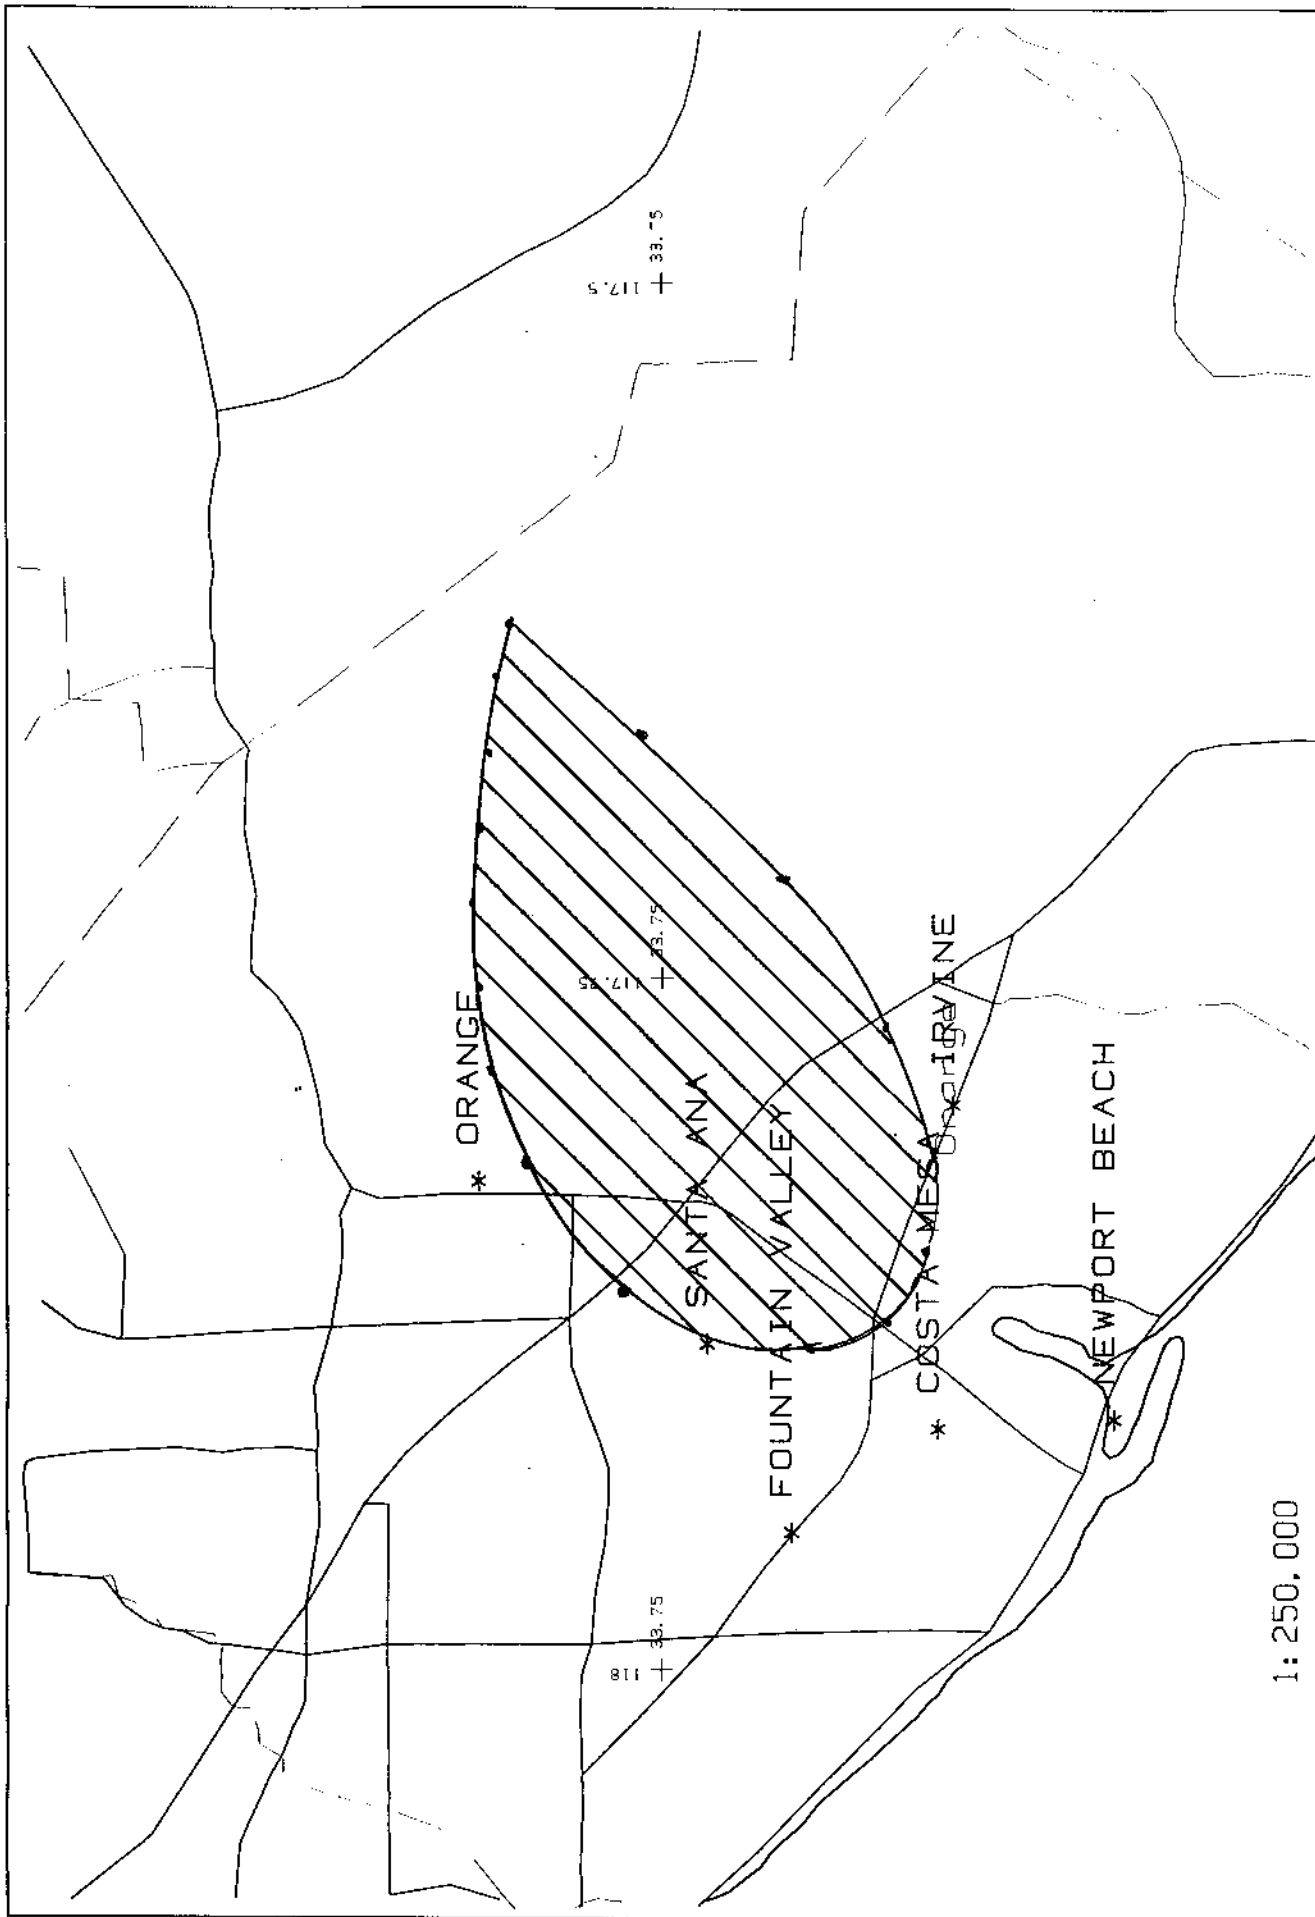 117.5
33.75
ORANGE
117.75
33.75
SANTA ANA
FOUNTAIN VALLEY
IRVINE
Orange
COSTA MESA
NEWPORT BEACH
118
33.75
1:250,000